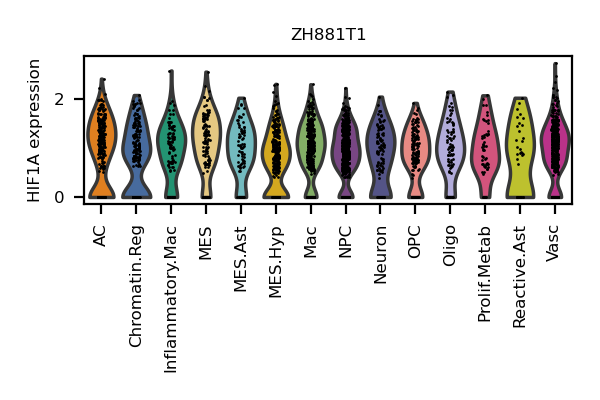 ZH881T1
HIF1A expression
2
0
AC
Chromatin.Reg
Inflammatory.Mac
MES
MES.Ast
MES.Hyp
Mac
NPC
Neuron
OPC
Oligo
Prolif.Metab
Reactive.Ast
Vasc